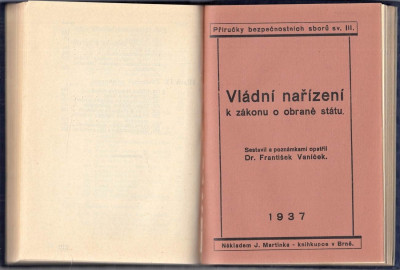 Příručky bezpečnostních sborů sv. III.
Vládní nařízení
k zákonu o obraně státu.
Sestavil a poznámkami opatřil
Dr. František Vaníček.
1937
Nákladem J. Martinka - knihkupce v Brně.